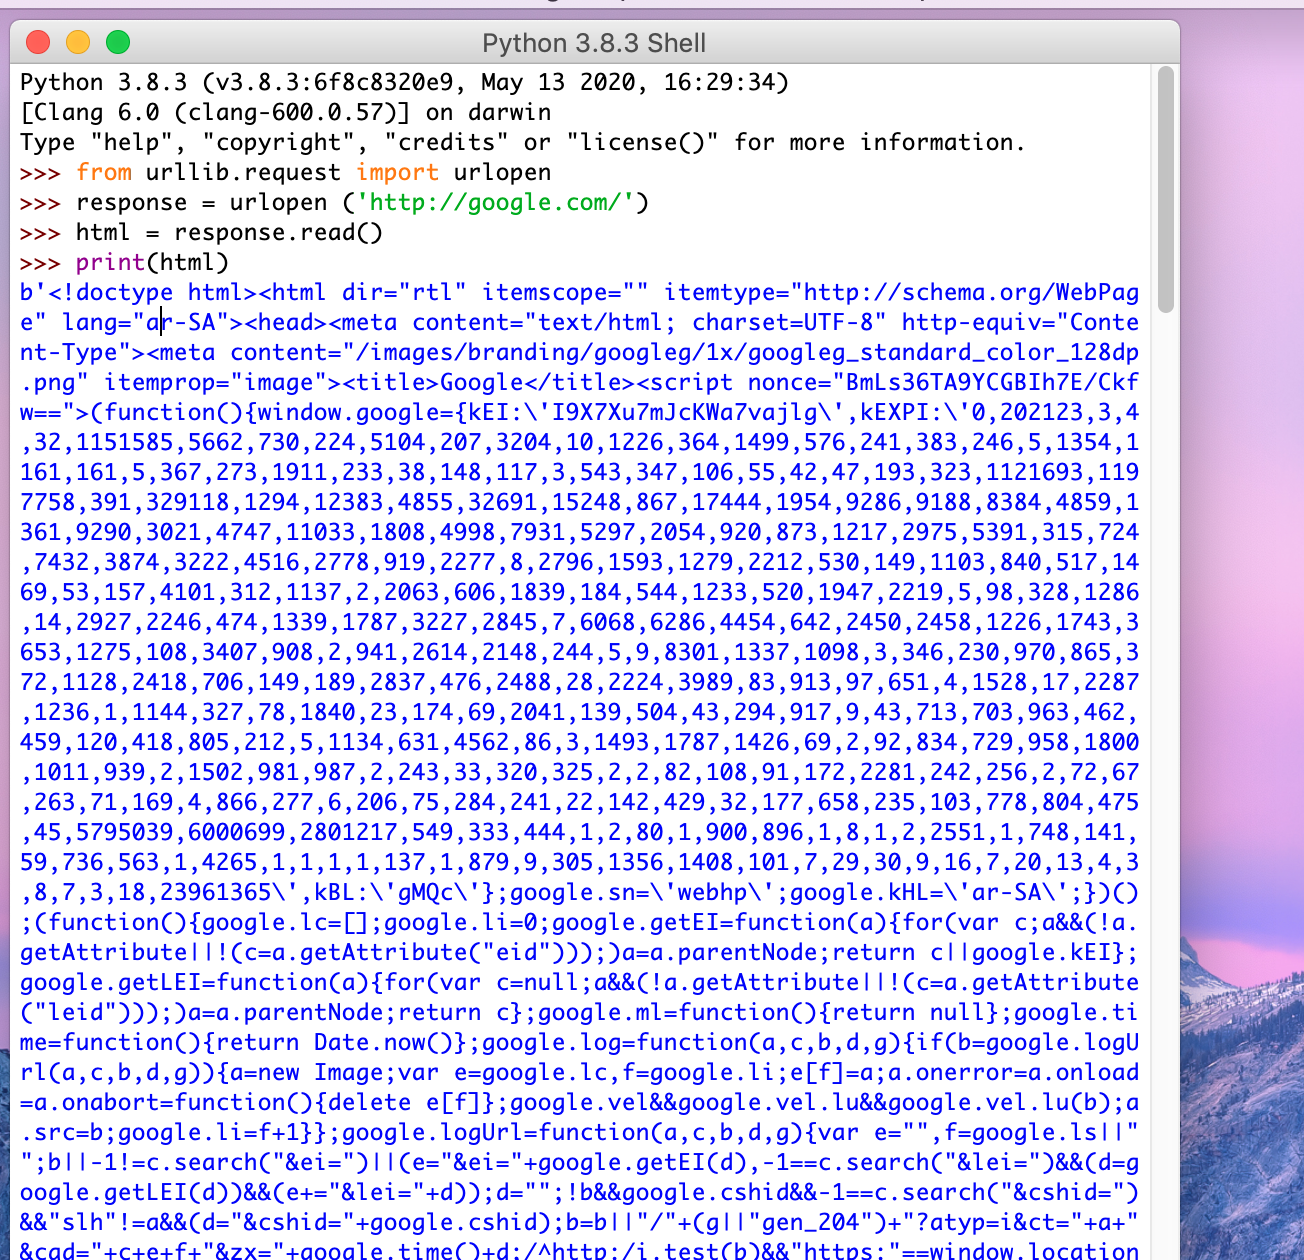 Python 3.8.3 Shell
Python 3.8.3 (v3.8.3:6f8c8320e9, May 13 2020, 16:29:34)
[Clang 6.0 (clang-600.0.57)] on darwin
Type "help", "copyright", "credits" or "license()" for more information.
>>> from urllib.request import urlopen
>>> response = urlopen ('http://google.com/')
>>> html = response.read()
>>> print(html)
b'<!doctype html><html dir="rtl" itemscope="" itemtype="http://schema.org/WebPag
e" lang="ar-SA"><head><meta content="text/html; charset=UTF-8" http-equiv="Conte
nt-Type"><meta content="/images/branding/googleg/1x/googleg_standard_color_128dp
.png" itemprop="image"><title>Google</title><script nonce="BmLs36TA9YCGBIh7E/Ckf
w==">(function(){window.google={kEI:\'I9X7Xu7mJcKWa7vajlg\',kEXPI:\'0,202123,3,4
,32,1151585,5662,730,224,5104,207,3204,10,1226,364,1499,576,241,383,246,5,1354,1
161,161,5,367,273,1911,233,38,148,117,3,543,347,106,55,42,47,193,323,1121693,119
7758,391,329118,1294,12383,4855,32691,15248,867,17444,1954,9286,9188,8384,4859,1
361,9290,3021,4747,11033,1808,4998,7931,5297,2054,920,873,1217,2975,5391,315,724
,7432,3874,3222,4516,2778,919,2277,8,2796,1593,1279,2212,530,149,1103,840,517,14
69,53,157,4101,312,1137,2,2063,606,1839,184,544,1233,520,1947,2219,5,98,328,1286
,14,2927,2246,474,1339,1787,3227,2845,7,6068,6286,4454,642,2450,2458,1226,1743,3
653,1275,108,3407,908,2,941,2614,2148,244,5,9,8301,1337,1098,3,346,230,970,865,3
72,1128,2418,706,149,189,2837,476,2488,28,2224,3989,83,913,97,651,4,1528,17,2287
,1236,1,1144,327,78,1840,23,174,69,2041,139,504,43,294,917,9,43,713,703,963,462,
459,120,418,805,212,5,1134,631,4562,86,3,1493,1787,1426,69,2,92,834,729,958,1800
,1011,939,2,1502,981,987,2,243,33,320,325,2,2,82,108,91,172,2281,242,256,2,72,67
,263,71,169,4,866,277,6,206,75,284,241,22,142,429,32,177,658,235,103,778,804,475
,45,5795039,6000699,2801217,549,333,444,1,2,80,1,900,896,1,8,1,2,2551,1,748,141,
59,736,563,1,4265,1,1,1,1,137,1,879,9,305,1356,1408,101,7,29,30,9,16,7,20,13,4,3
,8,7,3,18,23961365\',kBL:\'gMQc\'};google.sn=\'webhp\';google.kHL=\'ar-SA\';})()
;(function(){google.lc=[];google.li=0;google.getEI=function(a){for(var c;a&&(!a.
getAttribute||!(c=a.getAttribute("eid")));)a=a.parentNode;return c||google.kEI};
google.getLEI=function(a){for(var c=null;a&&(!a.getAttribute||!(c=a.getAttribute
("leid")));)a=a.parentNode;return c};google.ml=function(){return null};google.ti
me=function(){return Date.now()};google.log=function(a,c,b,d,g){if(b=google.logU
rl(a,c,b,d,g)){a=new Image;var e=google.lc,f=google.li;e[f]=a;a.onerror=a.onload
=a.onabort=function(){delete e[f]};google.vel&&google.vel.lu&&google.vel.lu(b);a
.src=b;google.li=f+1}};google.logUrl=function(a,c,b,d,g){var e="",f=google.ls||"
";b||-1!=c.search("&ei=")||(e="&ei="+google.getEI(d),-1==c.search("&lei=")&&(d=g
oogle.getLEI(d))&&(e+="&lei="+d));d="";!b&&google.cshid&&-1==c.search("&cshid=")
&&"slh"!=a&&(d="&cshid="+google.cshid);b=b||"/"+(g||"gen_204")+"?atyp=i&ct="+a+"
&cad="+c+e+f+"&zx="+google.time()+d;/^http:/i.test(b)&&"https:"==window.location